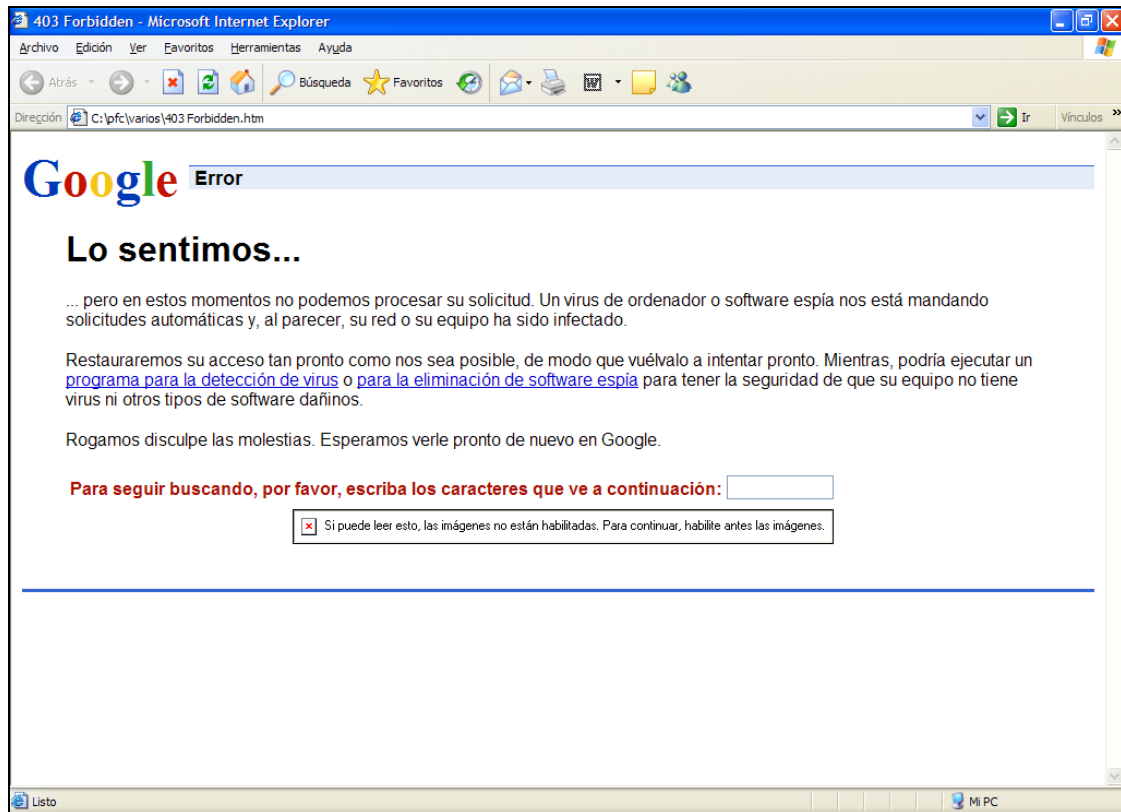 403 Forbidden - Microsoft Internet Explorer
Archivo Edición Ver Favoritos Herramientas Ayuda
Atrás Búsqueda Favoritos
Dirección C:\pfc\varios\403 Forbidden.htm Ir Vínculos »
Google Error
Lo sentimos...
... pero en estos momentos no podemos procesar su solicitud. Un virus de ordenador o software espía nos está mandando
solicitudes automáticas y, al parecer, su red o su equipo ha sido infectado.
Restauraremos su acceso tan pronto como nos sea posible, de modo que vuélvalo a intentar pronto. Mientras, podría ejecutar un
programa para la detección de virus o para la eliminación de software espía para tener la seguridad de que su equipo no tiene
virus ni otros tipos de software dañinos.
Rogamos disculpe las molestias. Esperamos verle pronto de nuevo en Google.
Para seguir buscando, por favor, escriba los caracteres que ve a continuación:
Si puede leer esto, las imágenes no están habilitadas. Para continuar, habilite antes las imágenes.
Listo Mi PC